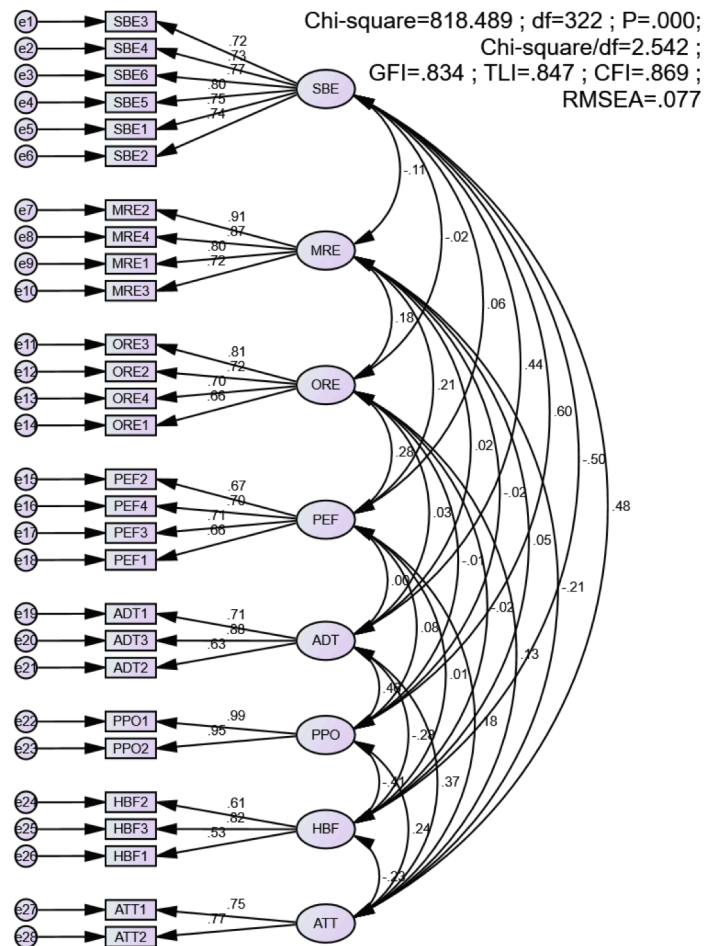 Chi-square=818.489 ; df=322 ; P=.000;
Chi-square/df=2.542 ;
GFI=.834 ; TLI=.847 ; CFI=.869 ;
RMSEA=.077
e1 SBE3 .72
e2 SBE4 .73
e3 SBE6 .77
e4 SBE5 .80
e5 SBE1 .75
e6 SBE2 .74
SBE
-.11
e7 MRE2 .91
e8 MRE4 .87
e9 MRE1 .80
e10 MRE3 .72
MRE
-.02
.06
.18
e11 ORE3 .81
e12 ORE2 .72
e13 ORE4 .70
e14 ORE1 .66
ORE
.21
.44
.60
.28
.02
-.50
e15 PEF2 .67
e16 PEF4 .70
e17 PEF3 .71
e18 PEF1 .66
PEF
-.02
.48
.03
.05
-.01
.00
-.21
e19 ADT1 .71
e20 ADT3 .88
e21 ADT2 .63
ADT
-.02
.08
.13
.01
e22 PPO1 .99
e23 PPO2 .95
PPO
.18
-.41
.37
e24 HBF2 .61
e25 HBF3 .82
e26 HBF1 .53
HBF
.24
-.23
e27 ATT1 .75
e28 ATT2 .77
ATT